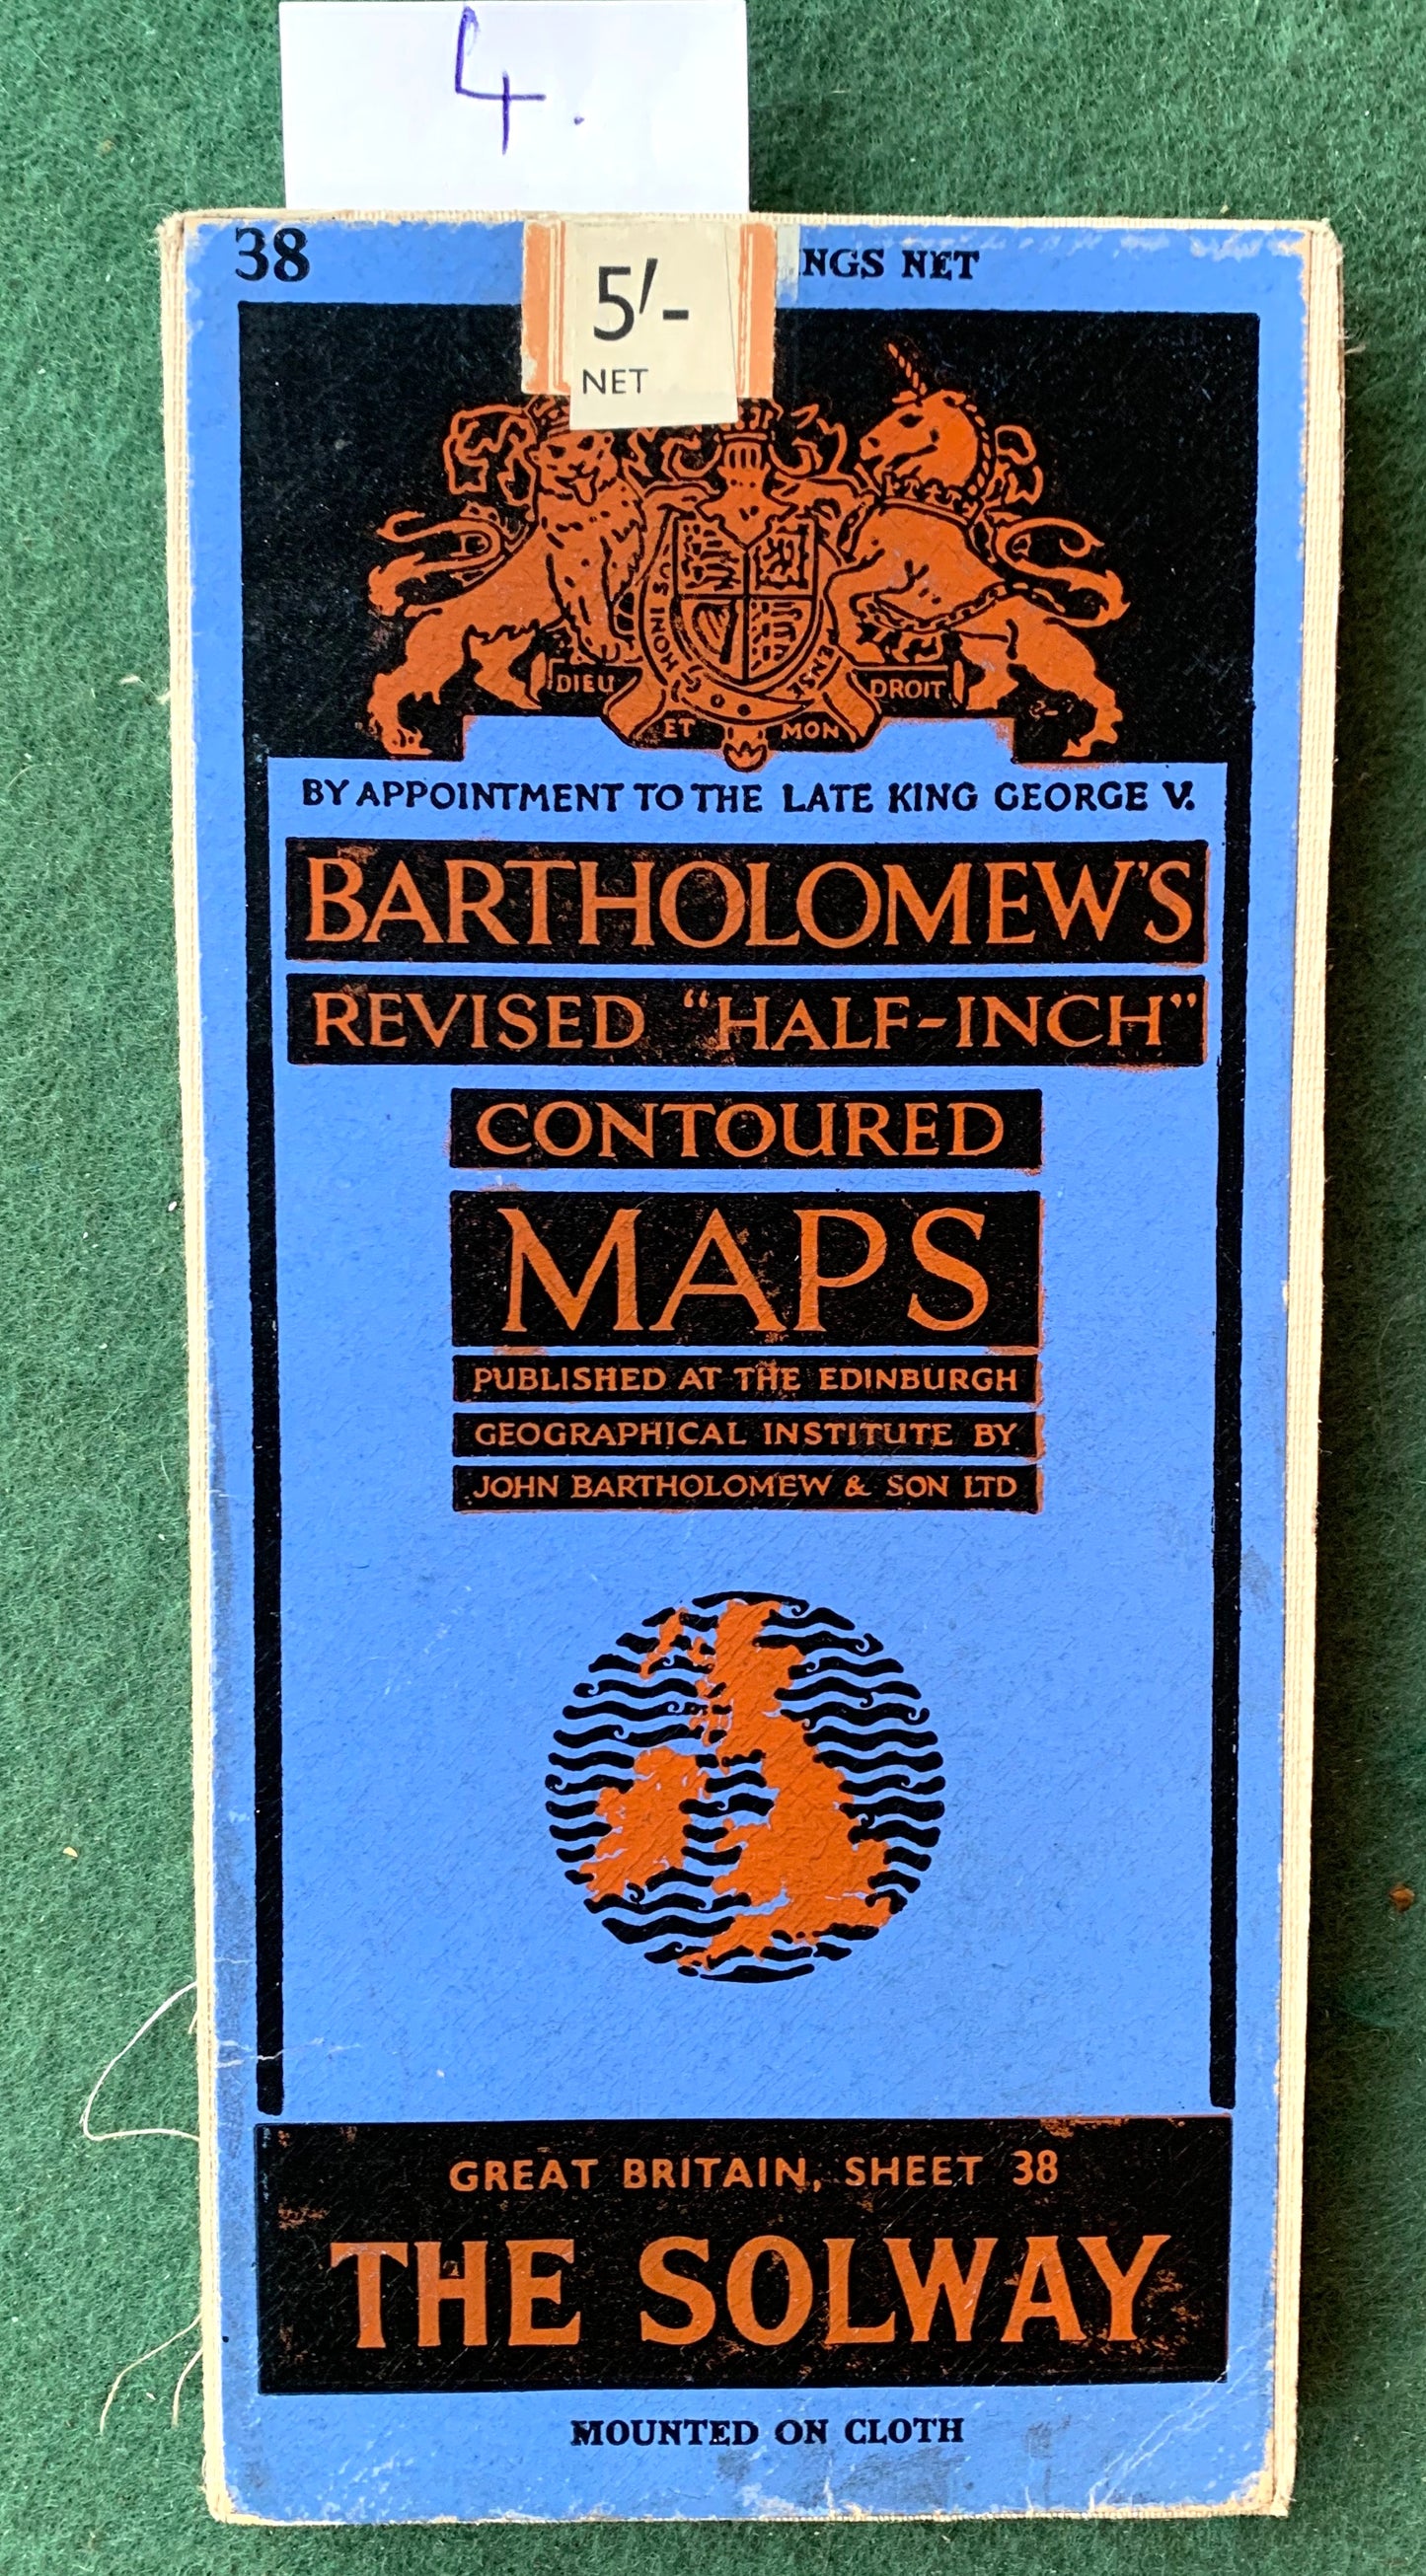 4.
38
5/-
NET
NGS NET
DIEU
ET
MON
DROIT
BY APPOINTMENT TO THE LATE KING GEORGE V.
BARTHOLOMEW'S
REVISED "HALF-INCH"
CONTOURED
MAPS
PUBLISHED AT THE EDINBURGH
GEOGRAPHICAL INSTITUTE BY
JOHN BARTHOLOMEW & SON LTD
GREAT BRITAIN, SHEET 38
THE SOLWAY
MOUNTED ON CLOTH